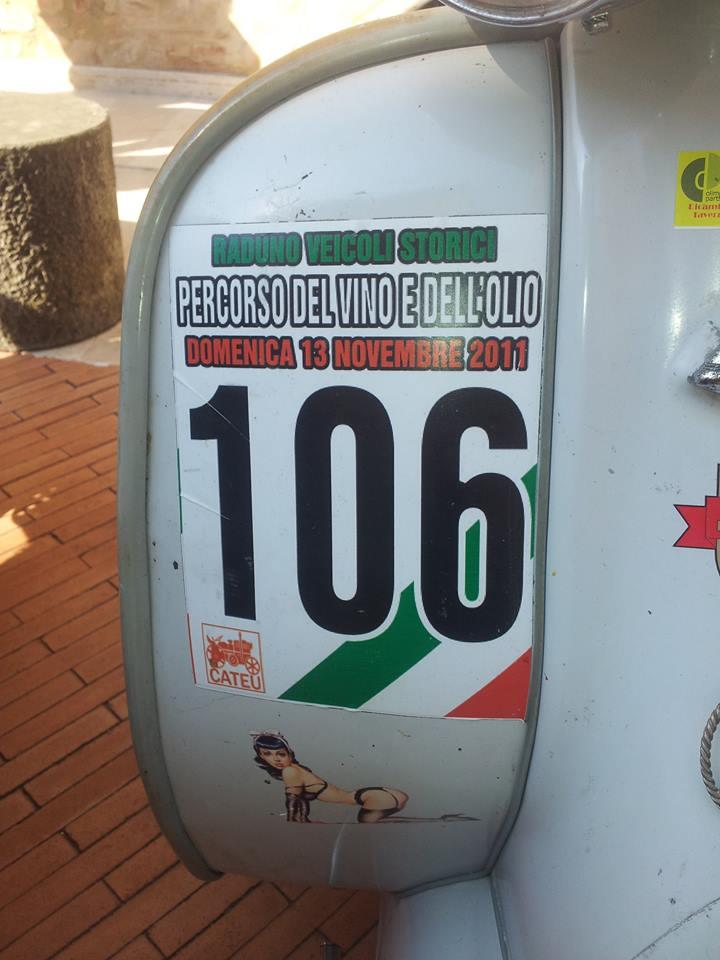 RADUNO VEICOLI STORICI
PERCORSO DEL VINO E DELL'OLIO
DOMENICA 13 NOVEMBRE 2011
106
CATEU